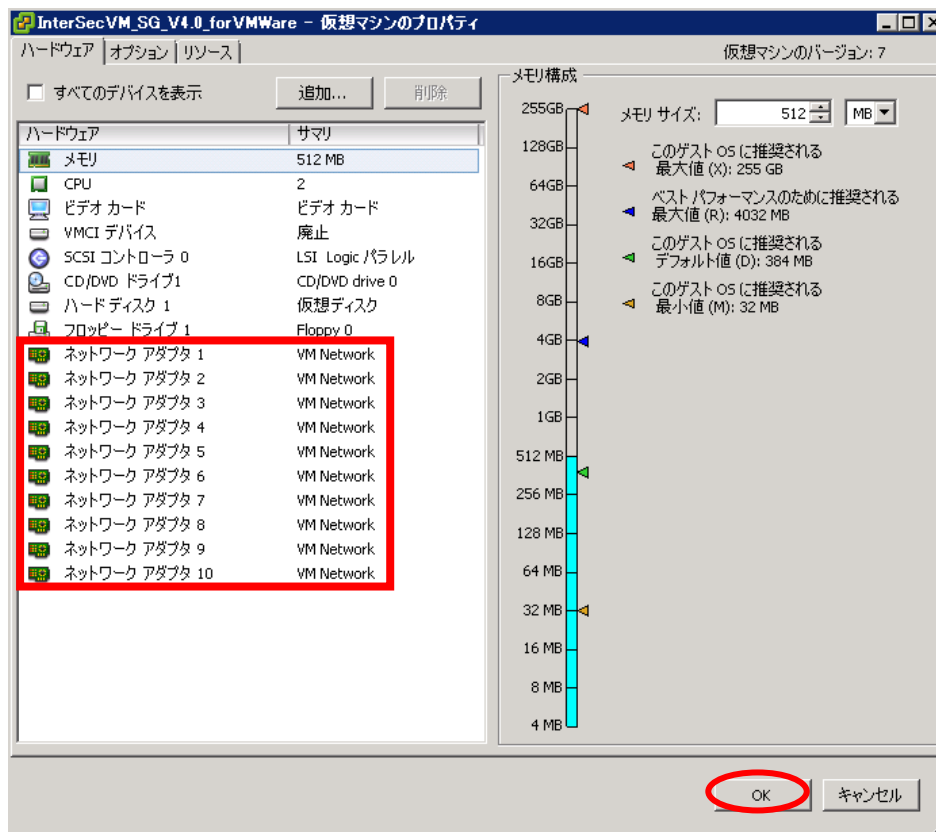 InterSecVM_SG_V4.0_forVMWare - 仮想マシンのプロパティ
ハードウェア オプション リソース
仮想マシンのバージョン: 7
すべてのデバイスを表示 追加... 削除
ハードウェア サマリ
メモリ 512 MB
CPU 2
ビデオ カード ビデオ カード
VMCI デバイス 廃止
SCSI コントローラ 0 LSI Logic パラレル
CD/DVD ドライブ1 CD/DVD drive 0
ハード ディスク 1 仮想ディスク
フロッピー ドライブ 1 Floppy 0
ネットワーク アダプタ 1 VM Network
ネットワーク アダプタ 2 VM Network
ネットワーク アダプタ 3 VM Network
ネットワーク アダプタ 4 VM Network
ネットワーク アダプタ 5 VM Network
ネットワーク アダプタ 6 VM Network
ネットワーク アダプタ 7 VM Network
ネットワーク アダプタ 8 VM Network
ネットワーク アダプタ 9 VM Network
ネットワーク アダプタ 10 VM Network
メモリ構成
255GB
128GB
64GB
32GB
16GB
8GB
4GB
2GB
1GB
512 MB
256 MB
128 MB
64 MB
32 MB
16 MB
8 MB
4 MB
メモリ サイズ: 512 MB
このゲスト OS に推奨される
最大値 (X): 255 GB
ベスト パフォーマンスのために推奨される
最大値 (R): 4032 MB
このゲスト OS に推奨される
デフォルト値 (D): 384 MB
このゲスト OS に推奨される
最小値 (M): 32 MB
OK キャンセル